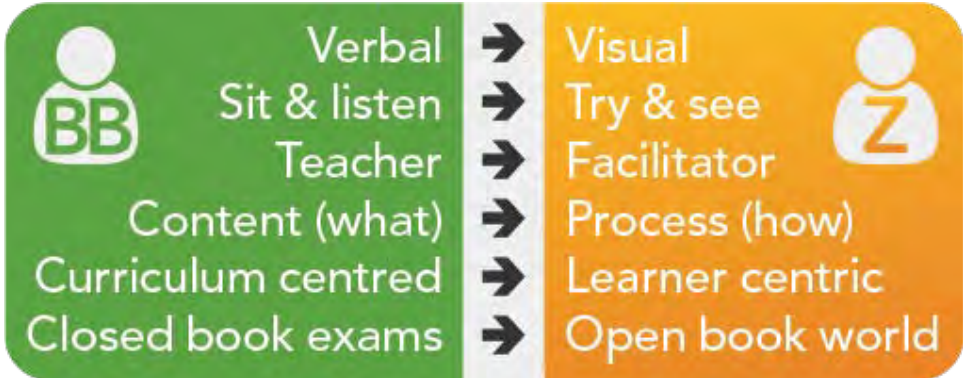 BB
Verbal → Visual
Sit & listen → Try & see
Teacher → Facilitator
Content (what) → Process (how)
Curriculum centred → Learner centric
Closed book exams → Open book world
Z